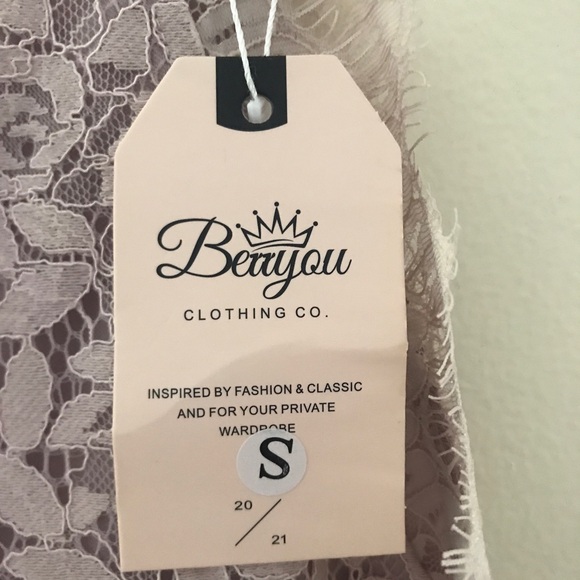 Berryou
CLOTHING CO.
INSPIRED BY FASHION & CLASSIC
AND FOR YOUR PRIVATE
WARDROBE
S
20
21